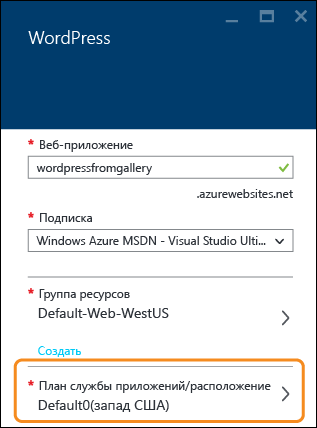 WordPress
* Веб-приложение
wordpressfromgallery
.azurewebsites.net
* Подписка
Windows Azure MSDN - Visual Studio Ulti...
* Группа ресурсов
Default-Web-WestUS
Создать
* План службы приложений/расположение
Default0(запад США)